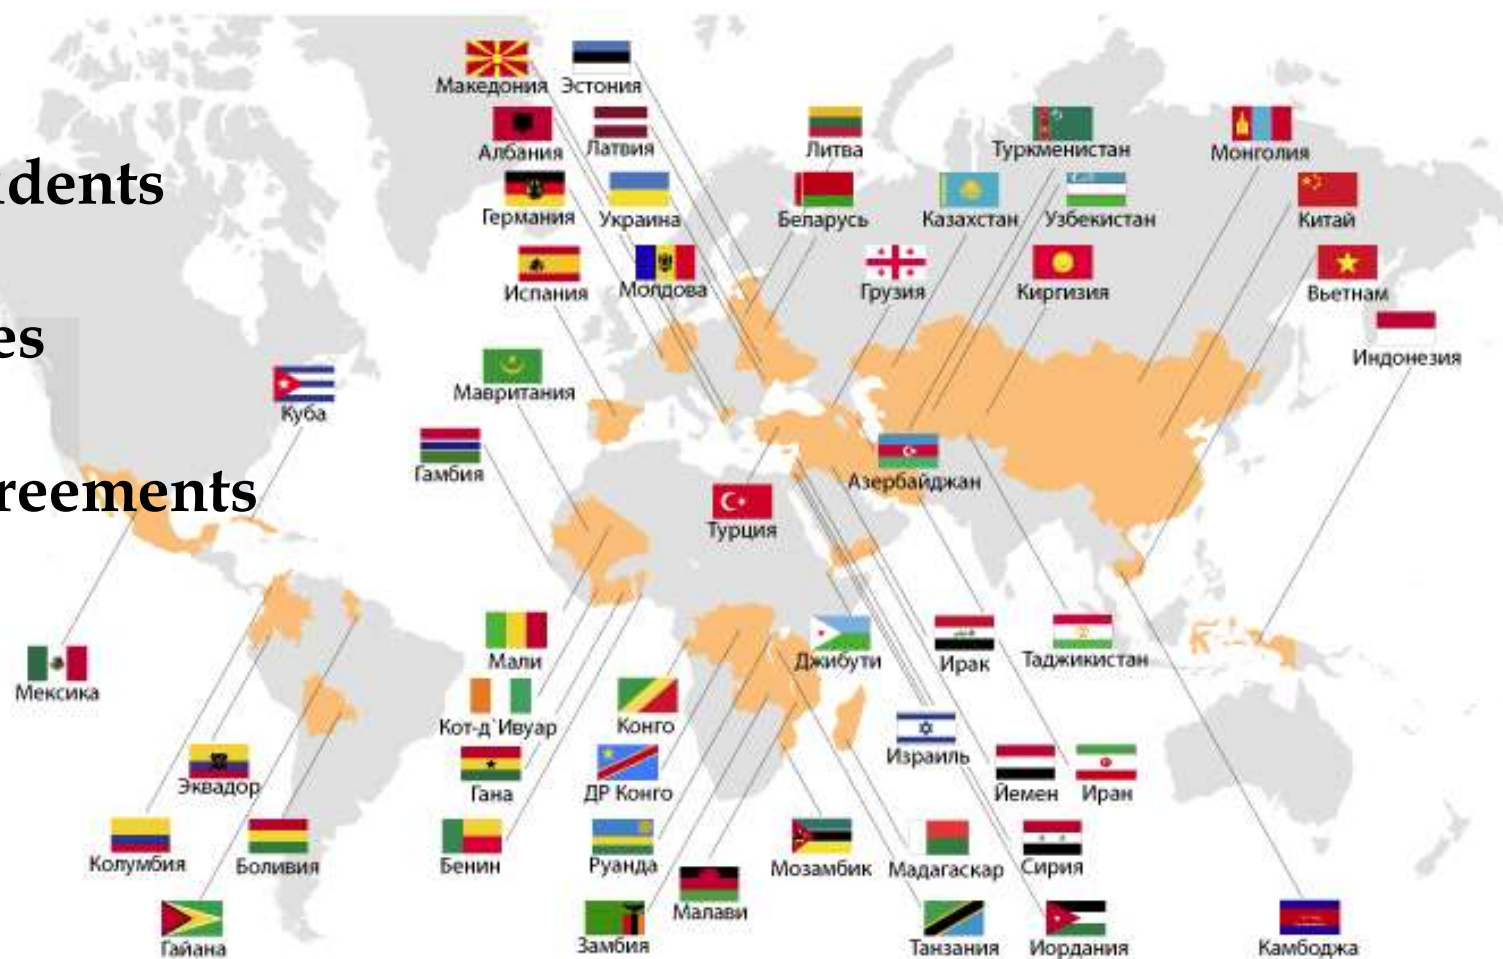 Македония Эстония
Албания Латвия Литва Туркменистан Монголия
idents
Германия Украина Беларусь Казахстан Узбекистан Китай
Испания Молдова Грузия Киргизия Вьетнам
es
Индонезия
Мавритания
Куба
Гамбия Азербайджан
reements
Турция
Мали Джибути Ирак Таджикистан
Мексика
Кот-д`Ивуар Конго
Израиль
Эквадор Гана ДР Конго Йемен Иран
Колумбия Боливия Бенин Руанда Мозамбик Мадагаскар Сирия
Малави
Гайана Замбия Танзания Иордания Камбоджа